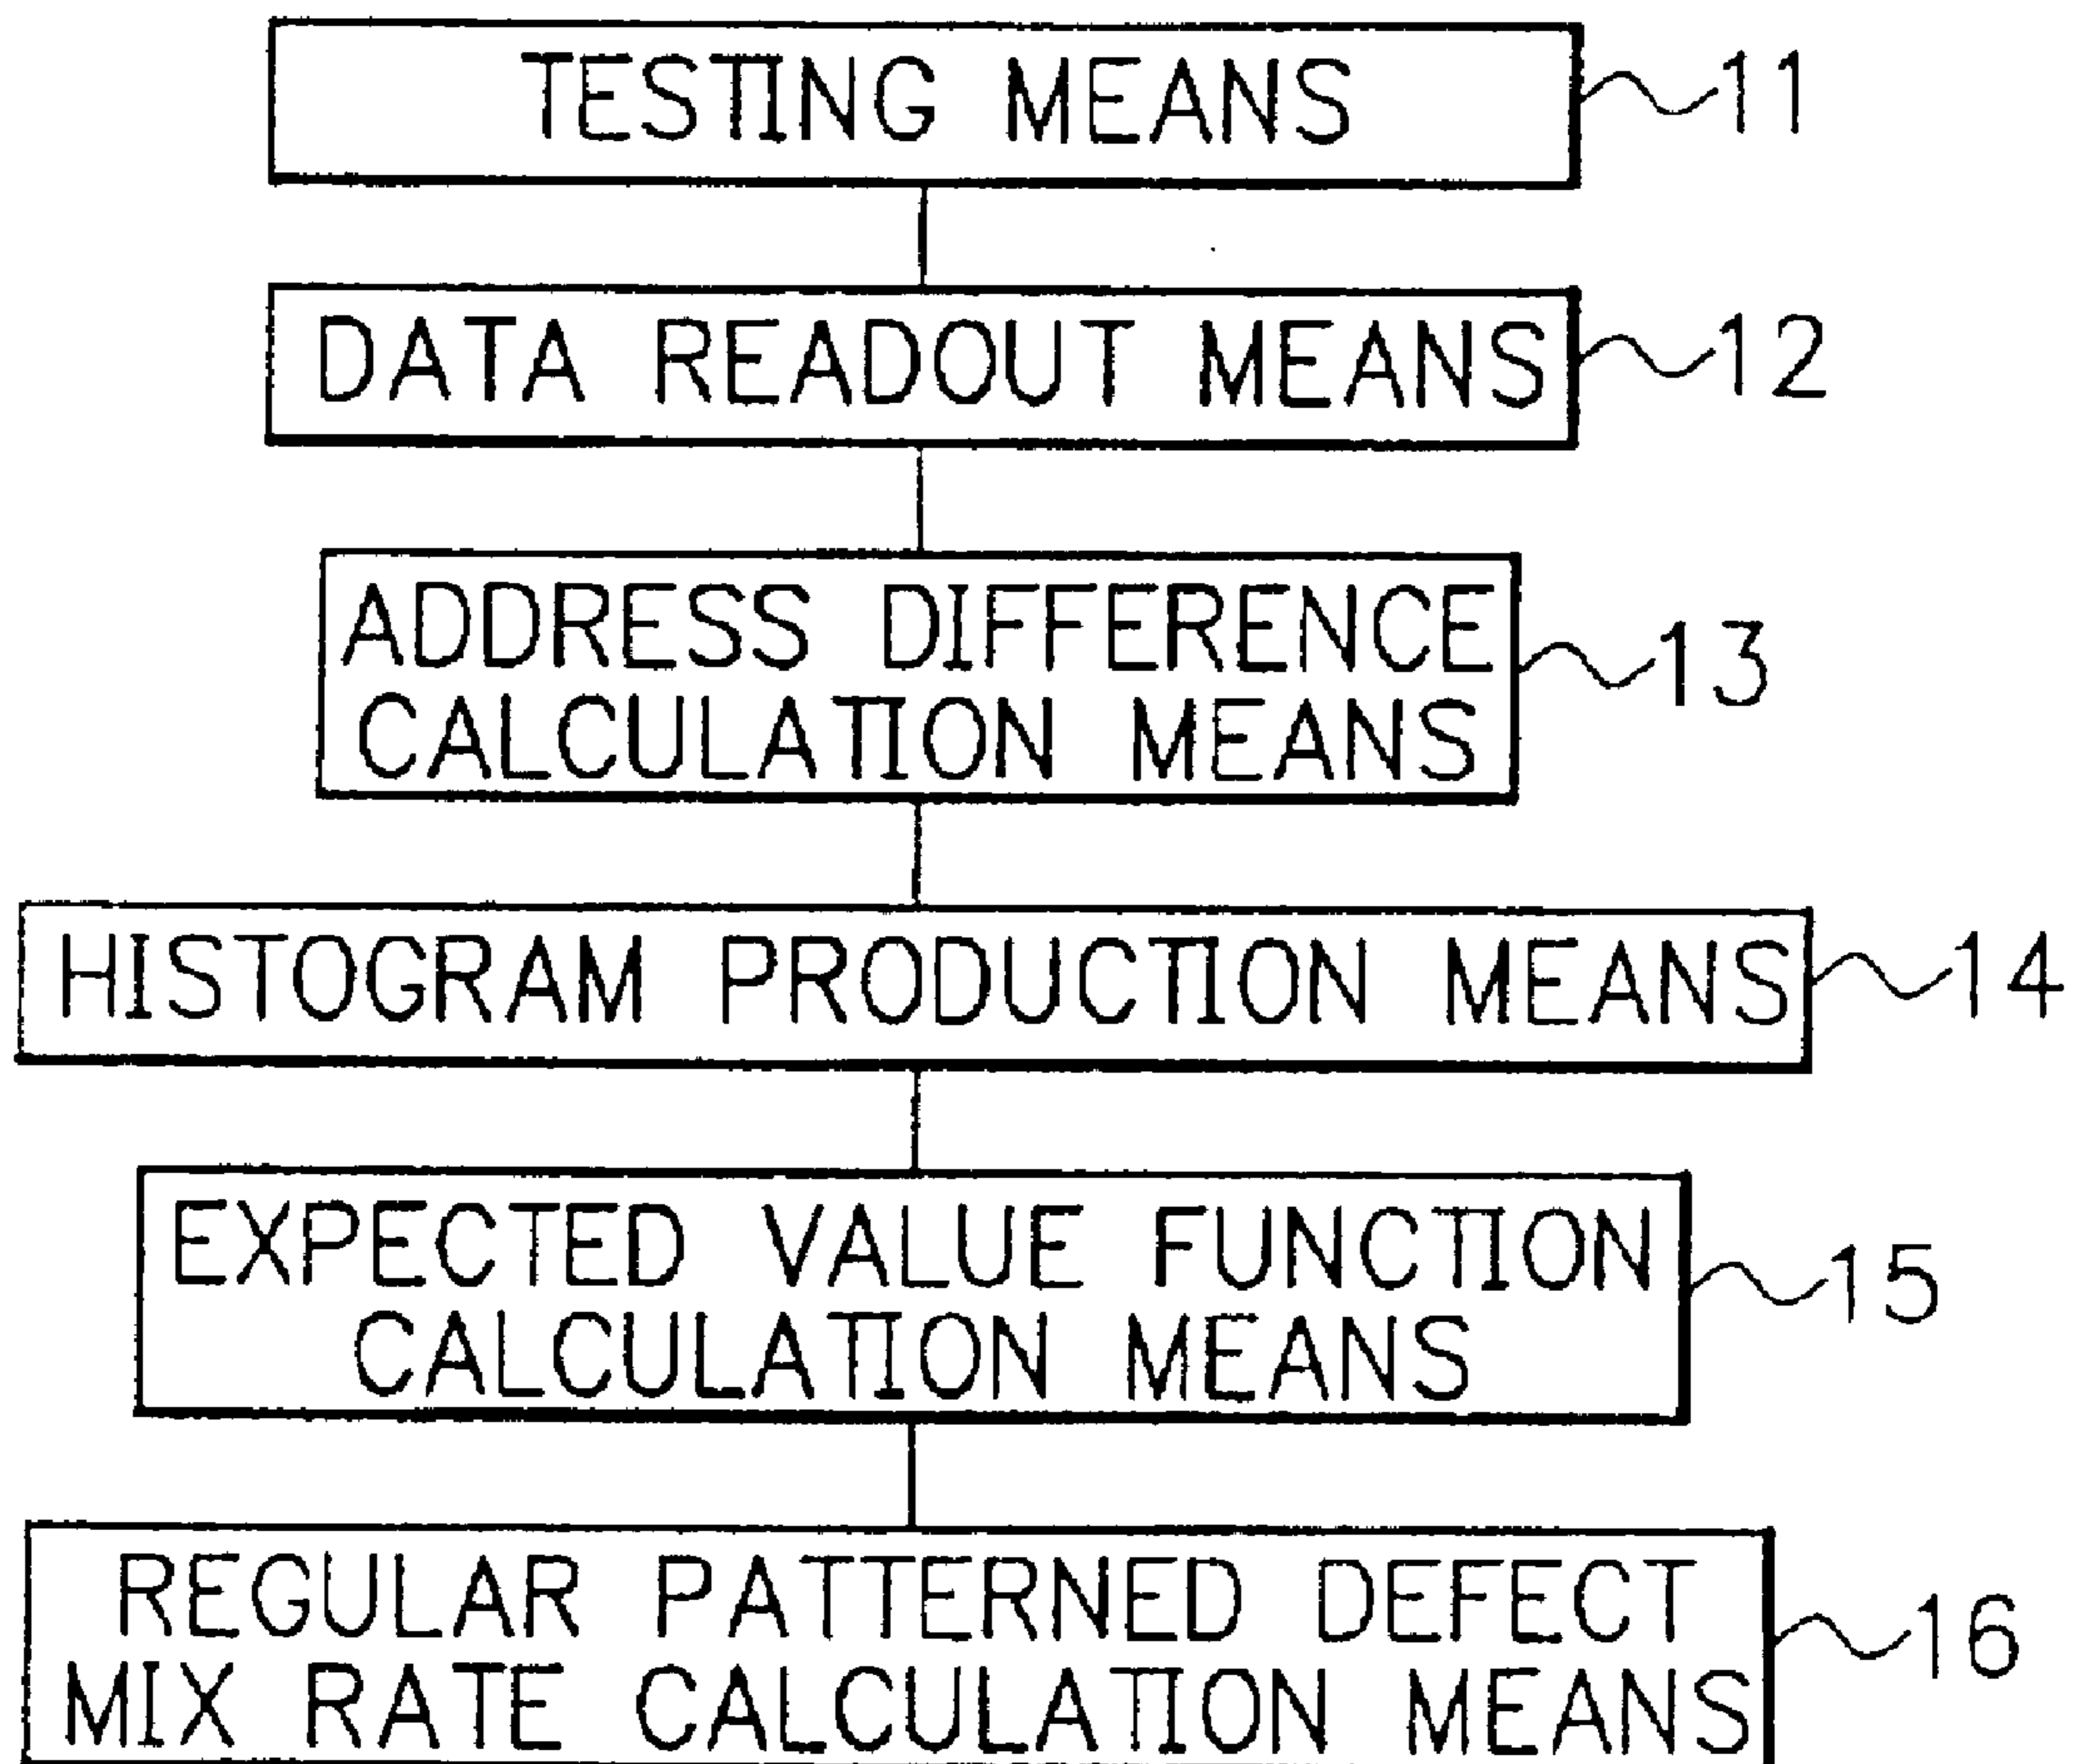 TESTING MEANS 11
DATA READOUT MEANS 12
ADDRESS DIFFERENCE
CALCULATION MEANS
13
HISTOGRAM PRODUCTION MEANS 14
EXPECTED VALUE FUNCTION
CALCULATION MEANS
15
REGULAR PATTERNED DEFECT
MIX RATE CALCULATION MEANS
16